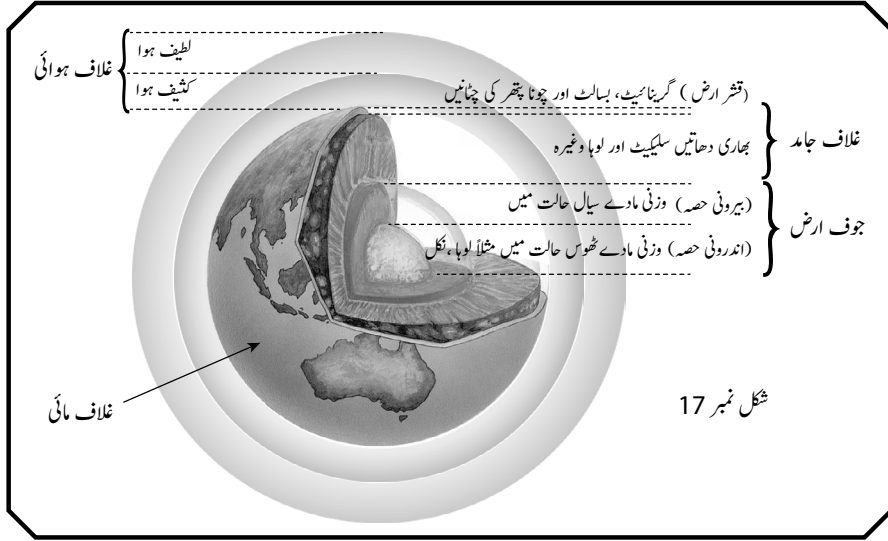 لطیف ہوا
غلاف ہوائی
کثیف ہوا
(قشر ارض) گرینائیٹ، بسالٹ اور چونا پتھر کی چٹانیں
غلاف جامد
بھاری دھاتیں سلیکیٹ اور لوہا وغیرہ
(بیرونی حصہ) وزنی مادے سیال حالت میں
جوف ارض
(اندرونی حصہ) وزنی مادے ٹھوس حالت میں مثلاً لوہا، نکل
غلاف مائی
شکل نمبر 17